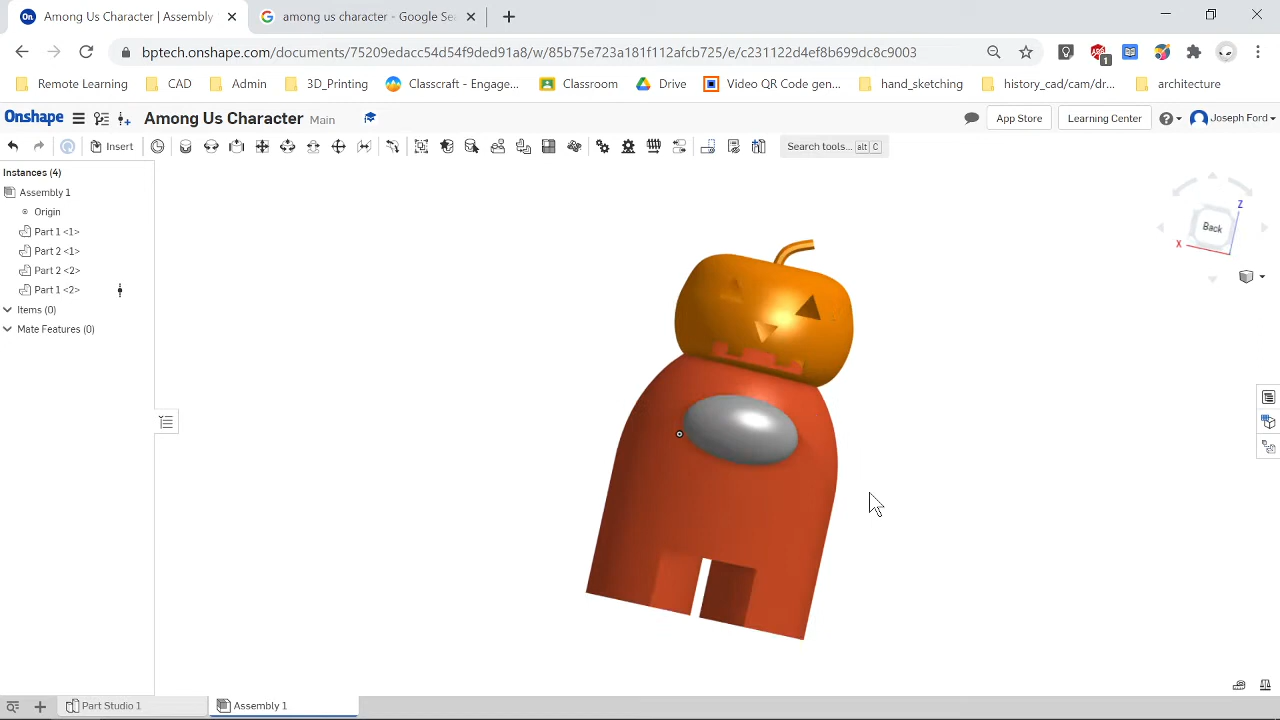 Among Us Character | Assembly
among us character - Google Sea
bptech.onshape.com/documents/75209edacc54d54f9ded91a8/w/85b75e723a181f112afcb725/e/c231122d4ef8b699dc8c9003
1
Remote Learning
CAD
Admin
3D_Printing
Classcraft - Engage...
Classroom
Drive
Video QR Code gen...
hand_sketching
history_cad/cam/dr...
architecture
On
Onshape
Among Us Character
Main
App Store
Learning Center
Joseph Ford
Insert
Search tools... alt C
Instances (4)
Assembly 1
Origin
Part 1 <1>
Part 2 <1>
Part 2 <2>
Part 1 <2>
Items (0)
Mate Features (0)
Z
Back
X
Part Studio 1
Assembly 1